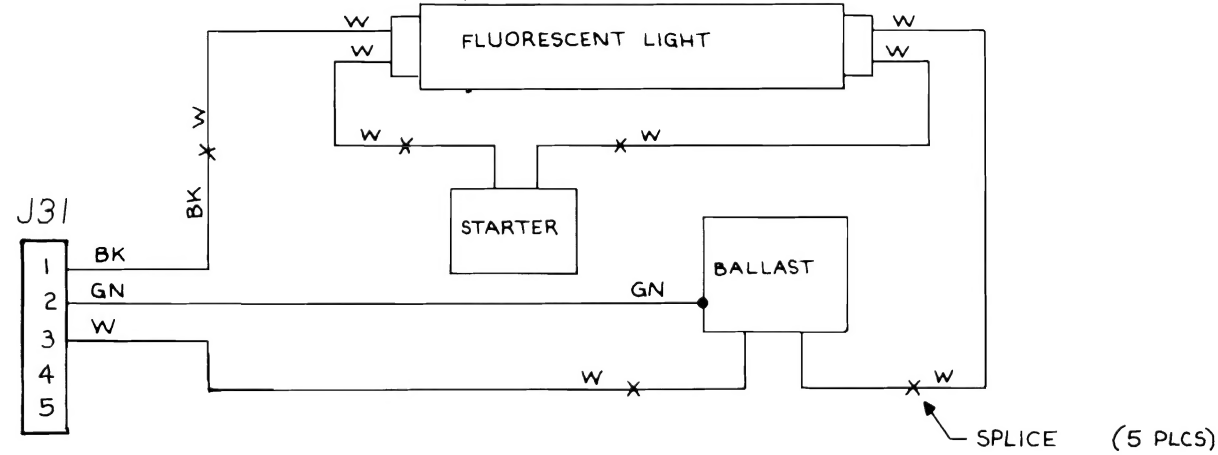 W
W
FLUORESCENT LIGHT
W
W
W
W
W
BK
STARTER
J31
1 BK
2 GN
GN
BALLAST
3 W
4
5
W
W
SPLICE (5 PLCS)